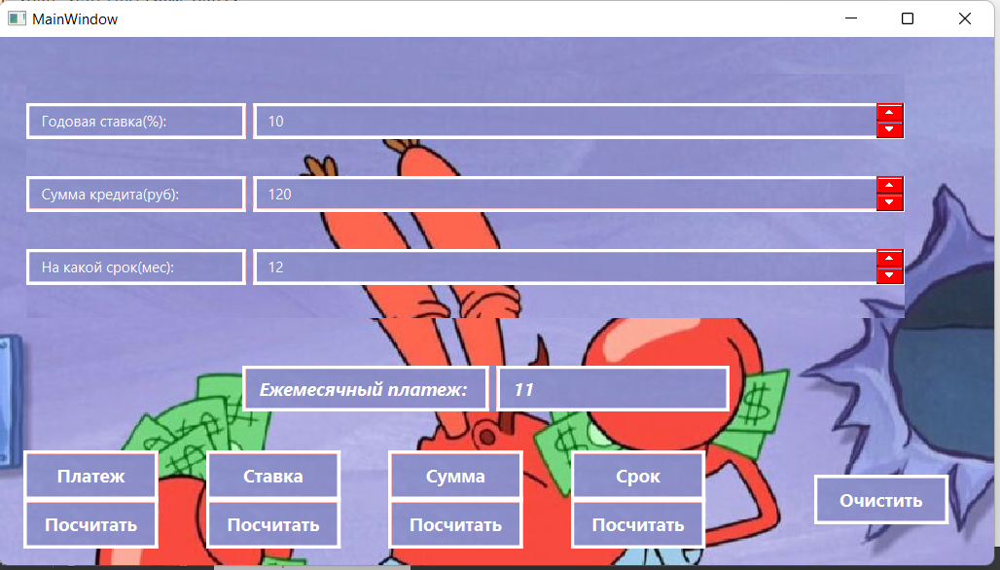 MainWindow
Годовая ставка(%):
10
Сумма кредита(руб):
120
На какой срок(мес):
12
Ежемесячный платеж:
11
Платеж
Ставка
Сумма
Срок
Посчитать
Посчитать
Посчитать
Посчитать
Очистить